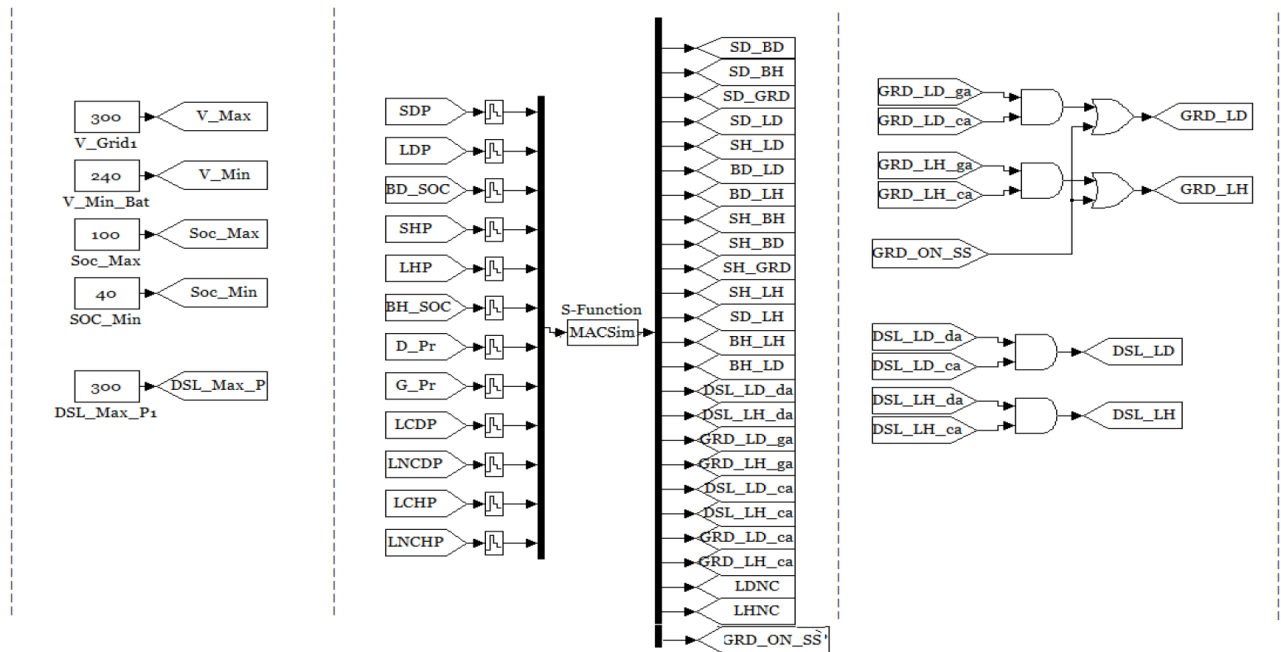 300
V_Max
V_Grid1
240
V_Min
V_Min_Bat
100
Soc_Max
Soc_Max
40
Soc_Min
SOC_Min
300
DSL_Max_P
DSL_Max_P1
SDP
LDP
BD_SOC
SHP
LHP
BH_SOC
D_Pr
G_Pr
LCDP
LNCDP
LCHP
LNCHP
S-Function
MACSim
SD_BD
SD_BH
SD_GRD
SD_LD
SH_LD
BD_LD
BD_LH
SH_BH
SH_BD
SH_GRD
SH_LH
SD_LH
BH_LH
BH_LD
DSL_LD_da
DSL_LH_da
GRD_LD_ga
GRD_LH_ga
DSL_LD_ca
DSL_LH_ca
GRD_LD_ca
GRD_LH_ca
LDNC
LHNC
GRD_ON_SS
GRD_LD_ga
GRD_LD_ca
GRD_LD
GRD_LH_ga
GRD_LH_ca
GRD_LH
GRD_ON_SS
DSL_LD_da
DSL_LD_ca
DSL_LD
DSL_LH_da
DSL_LH_ca
DSL_LH